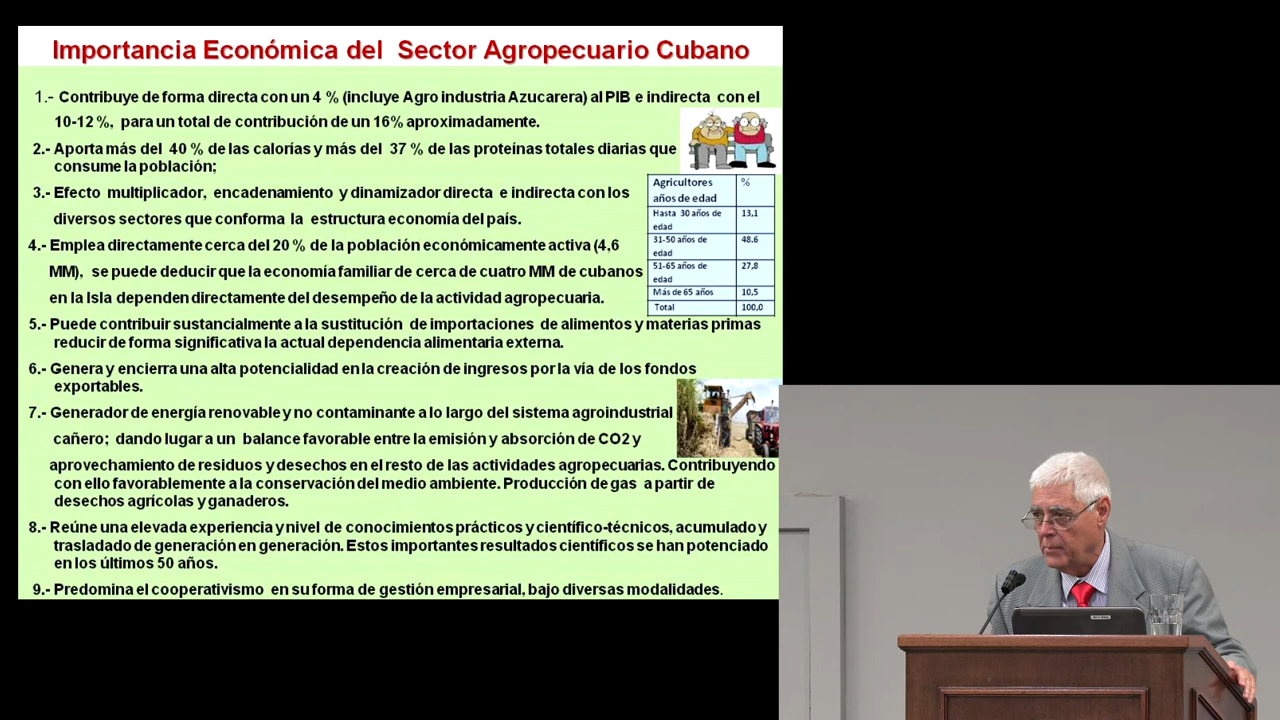 Importancia Económica del Sector Agropecuario Cubano
1.- Contribuye de forma directa con un 4 % (incluye Agro industria Azucarera) al PIB e indirecta con el
10-12 %, para un total de contribución de un 16% aproximadamente.
2.- Aporta más del 40 % de las calorías y más del 37 % de las proteínas totales diarias que
consume la población;
3.- Efecto multiplicador, encadenamiento y dinamizador directa e indirecta con los
diversos sectores que conforma la estructura economía del país.
4.- Emplea directamente cerca del 20 % de la población económicamente activa (4,6
MM), se puede deducir que la economía familiar de cerca de cuatro MM de cubanos
en la Isla dependen directamente del desempeño de la actividad agropecuaria.
Agricultores %
años de edad
Hasta 30 años de 13,1
edad
31-50 años de 48.6
edad
51-65 años de 27,8
edad
Más de 65 años 10,5
Total 100,0
5.- Puede contribuir sustancialmente a la sustitución de importaciones de alimentos y materias primas
reducir de forma significativa la actual dependencia alimentaria externa.
6.- Genera y encierra una alta potencialidad en la creación de ingresos por la vía de los fondos
exportables.
7.- Generador de energía renovable y no contaminante a lo largo del sistema agroindustrial
cañero; dando lugar a un balance favorable entre la emisión y absorción de CO2 y
aprovechamiento de residuos y desechos en el resto de las actividades agropecuarias. Contribuyendo
con ello favorablemente a la conservación del medio ambiente. Producción de gas a partir de
desechos agrícolas y ganaderos.
8.- Reúne una elevada experiencia y nivel de conocimientos prácticos y científico-técnicos, acumulado y
trasladado de generación en generación. Estos importantes resultados científicos se han potenciado
en los últimos 50 años.
9.- Predomina el cooperativismo en su forma de gestión empresarial, bajo diversas modalidades.